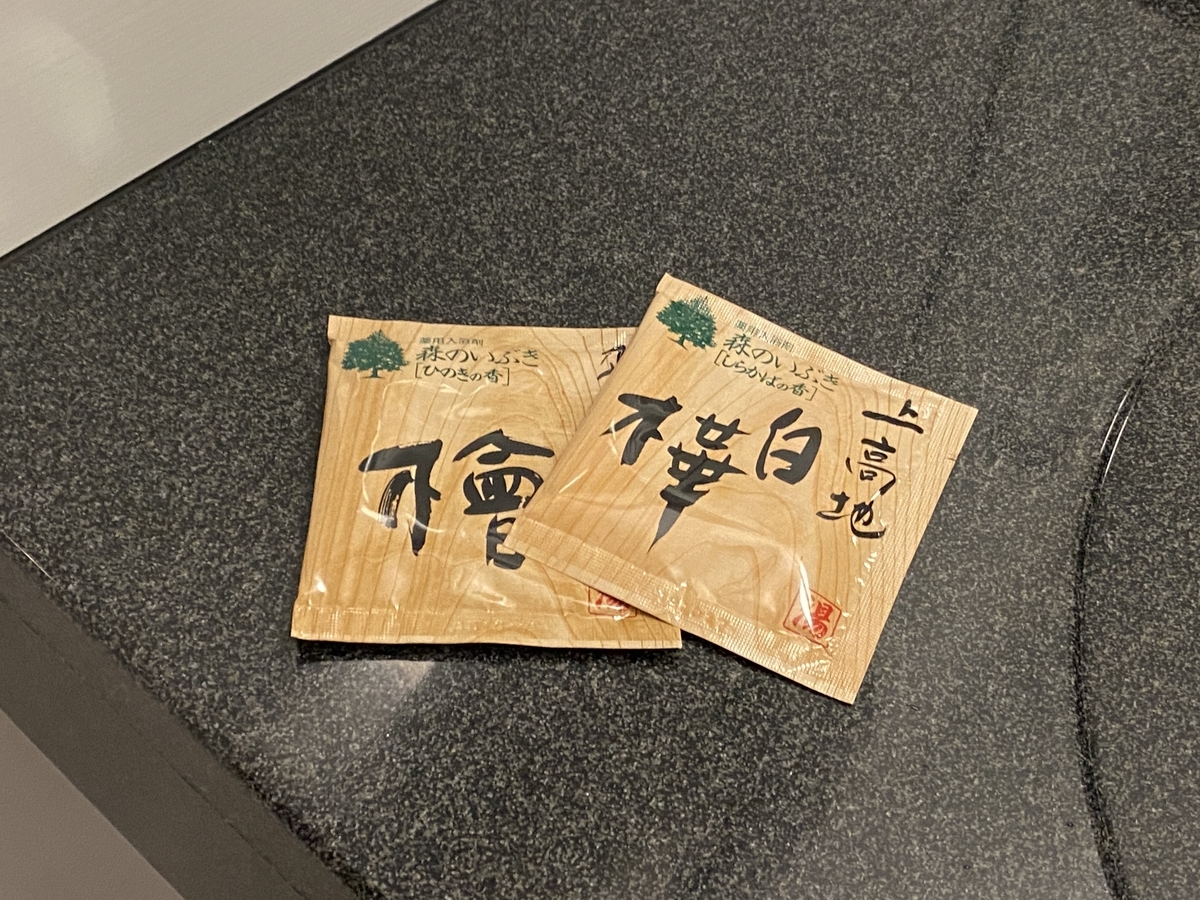 薬用入浴剤
森のいぶき
[ひのきの香]
檜
薬用入浴剤
森のいぶき
[しらかばの香]
上高地
白樺
湯